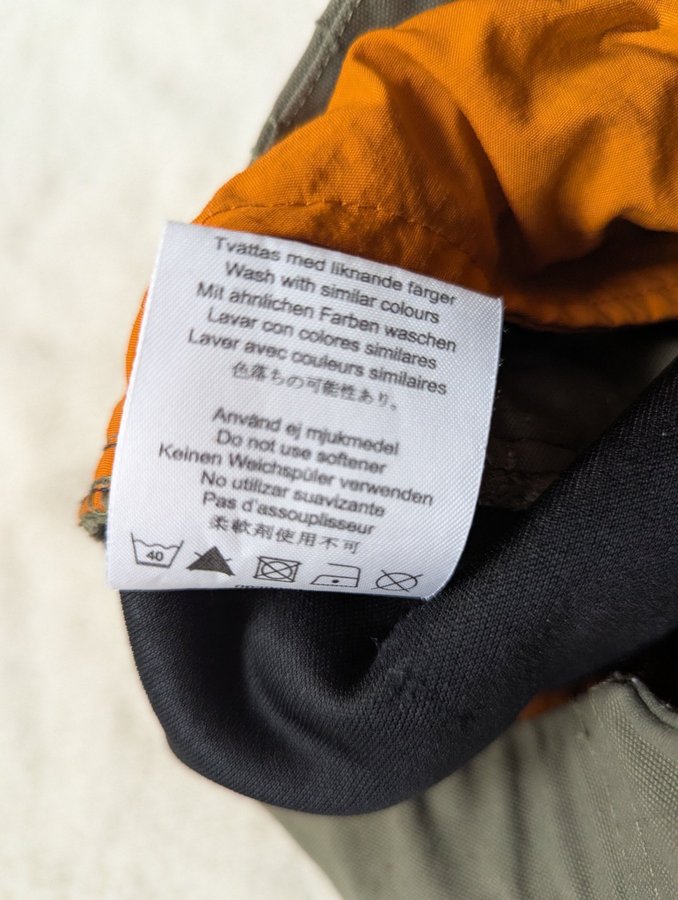 Tvättas med liknande färger
Wash with similar colours
Mit ähnlichen Farben waschen
Lavar con colores similares
Laver avec couleurs similaires
色落ちの可能性あり。
Använd ej mjukmedel
Do not use softener
Keinen Weichspüler verwenden
No utilizar suavizante
Pas d'assouplisseur
柔軟剤使用不可
40